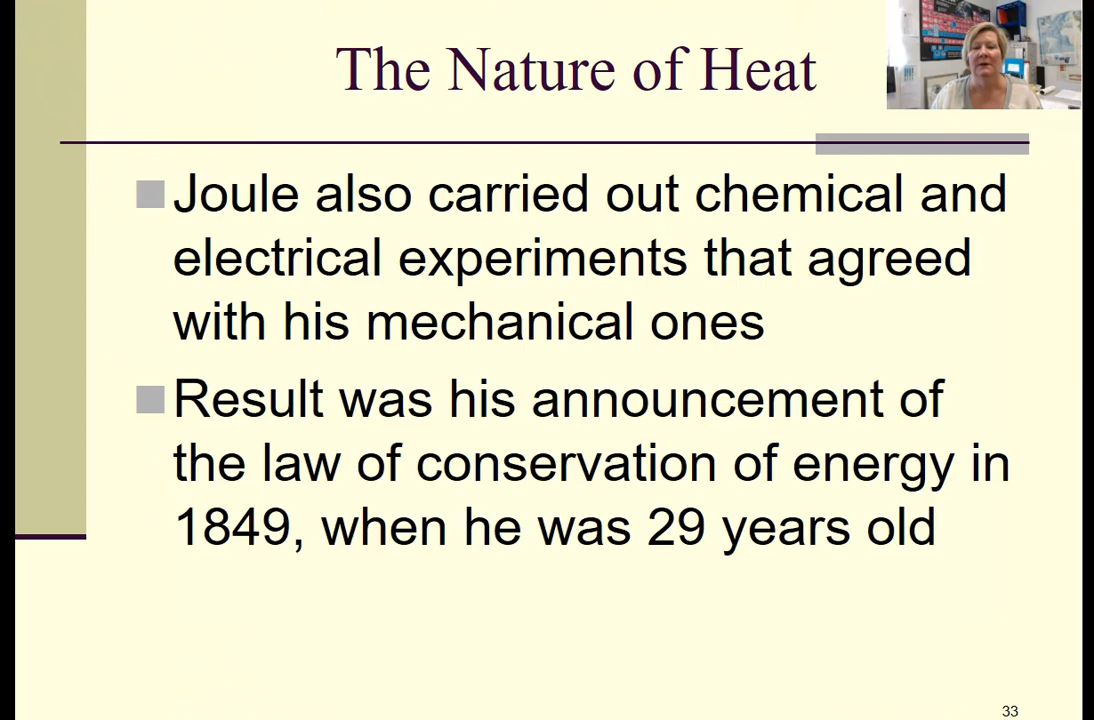 The Nature of Heat
Joule also carried out chemical and
electrical experiments that agreed
with his mechanical ones
Result was his announcement of
the law of conservation of energy in
1849, when he was 29 years old
33